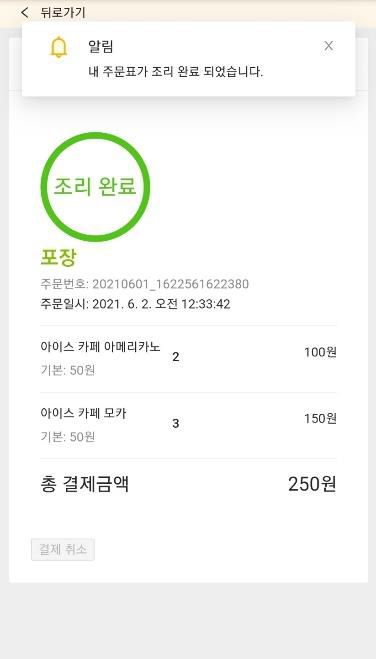 뒤로가기
알림
내 주문표가 조리 완료 되었습니다.
조리 완료
포장
주문번호: 20210601_1622561622380
주문일시: 2021. 6. 2. 오전 12:33:42
아이스 카페 아메리카노 2 100원
기본: 50원
아이스 카페 모카 3 150원
기본: 50원
총 결제금액 250원
결제 취소